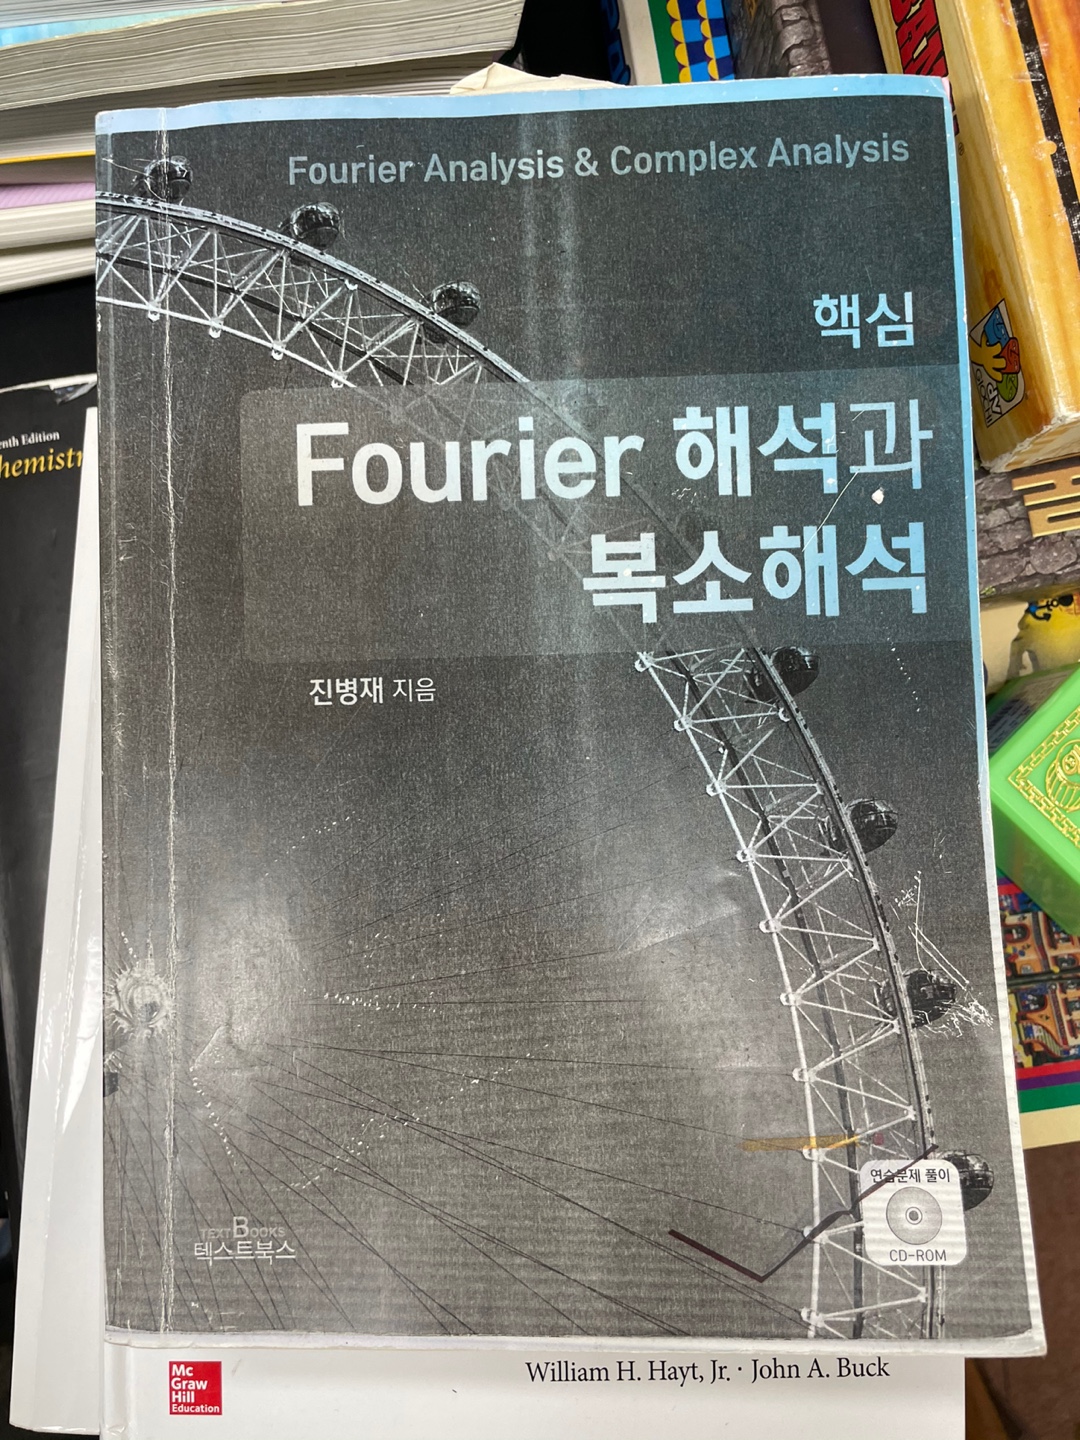 Fourier Analysis & Complex Analysis
핵심
Fourier 해석과
복소해석
진병재 지음
연습문제 풀이
CD-ROM
TEXT BOOKS
텍스트북스
Edition
William H. Hayt, Jr. · John A. Buck
Mc
Graw
Hill
Education